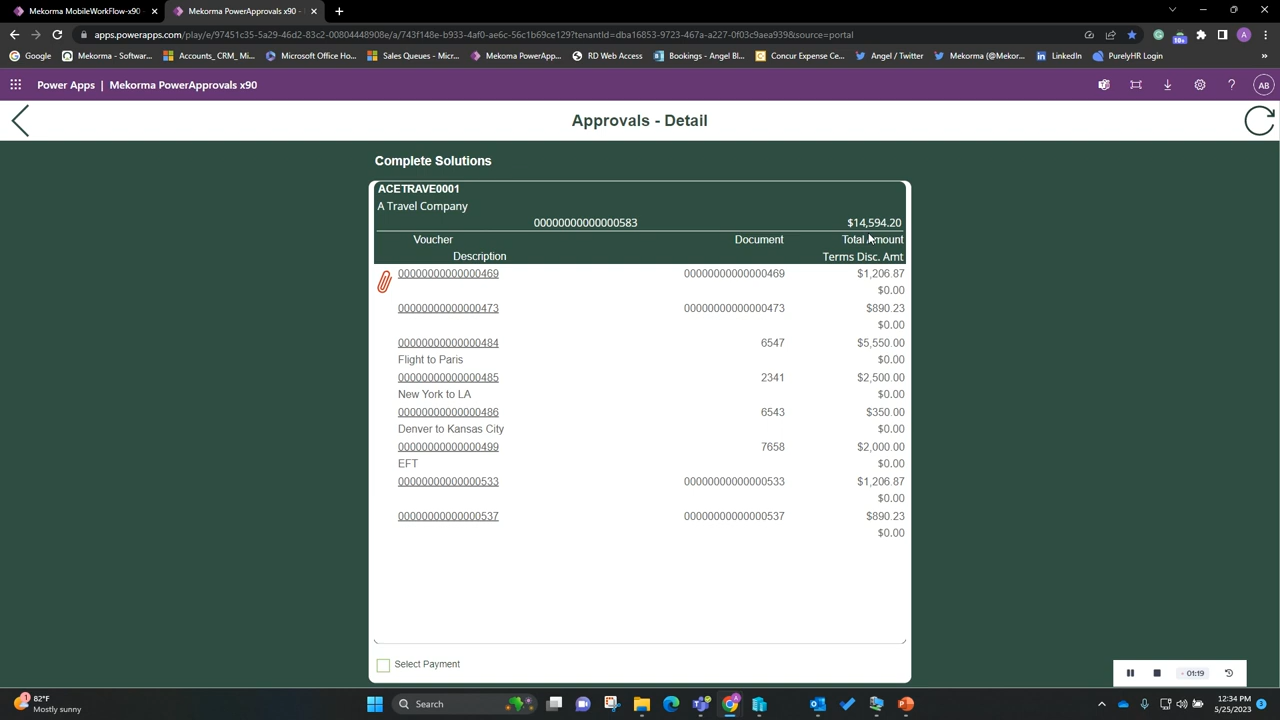 Mekorma MobileWorkFlow-x90 -
Mekorma PowerApprovals x90 -
apps.powerapps.com/play/e/97451c35-5a29-46d2-83c2-00804448908e/a/743f148e-b933-4af0-ae6c-56c1b69ce129?tenantId=dba16853-9723-467a-a227-0f03c9aea939&source=portal
A
Google
Mekorma - Softwar...
Accounts_CRM_Mi...
Microsoft Office Ho...
Sales Queues - Micr...
Mekoma PowerApp...
RD Web Access
Bookings - Angel Bl...
Concur Expense Ce...
Angel / Twitter
Mekorma (@Mekor...
LinkedIn
PurelyHR Login
»
Power Apps | Mekorma PowerApprovals x90
AB
Approvals - Detail
Complete Solutions
ACETRAVE0001
A Travel Company
00000000000000583 $14,594.20
Voucher Document Total Amount
Description Terms Disc. Amt
00000000000000469 00000000000000469 $1,206.87
$0.00
00000000000000473 00000000000000473 $890.23
$0.00
00000000000000484 6547 $5,550.00
Flight to Paris $0.00
00000000000000485 2341 $2,500.00
New York to LA $0.00
00000000000000486 6543 $350.00
Denver to Kansas City $0.00
00000000000000499 7658 $2,000.00
EFT $0.00
00000000000000533 00000000000000533 $1,206.87
$0.00
00000000000000537 00000000000000537 $890.23
$0.00
Select Payment
01:19
82°F
Mostly sunny
Search
12:34 PM
5/25/2023